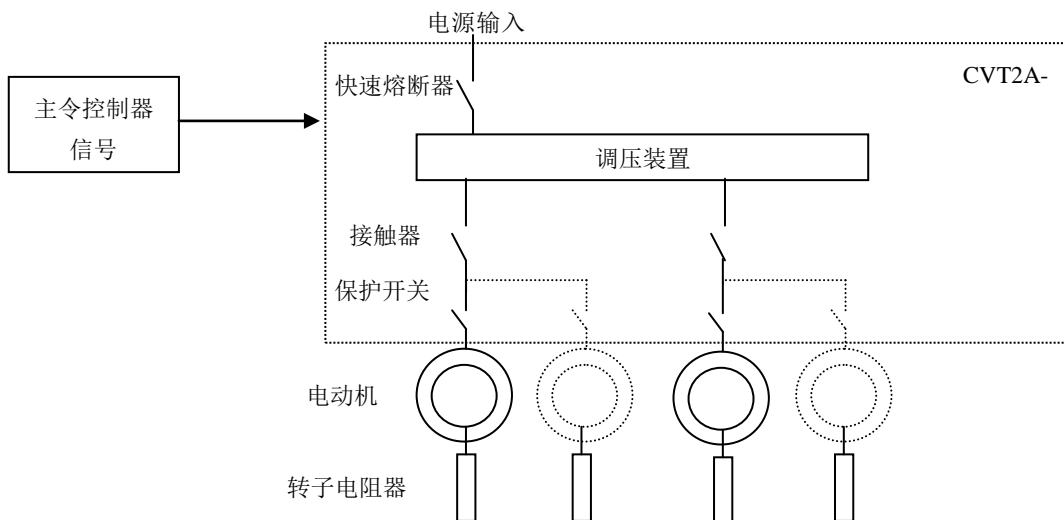 电源输入
CVT2A-
快速熔断器
主令控制器
信号
调压装置
接触器
保护开关
电动机
转子电阻器